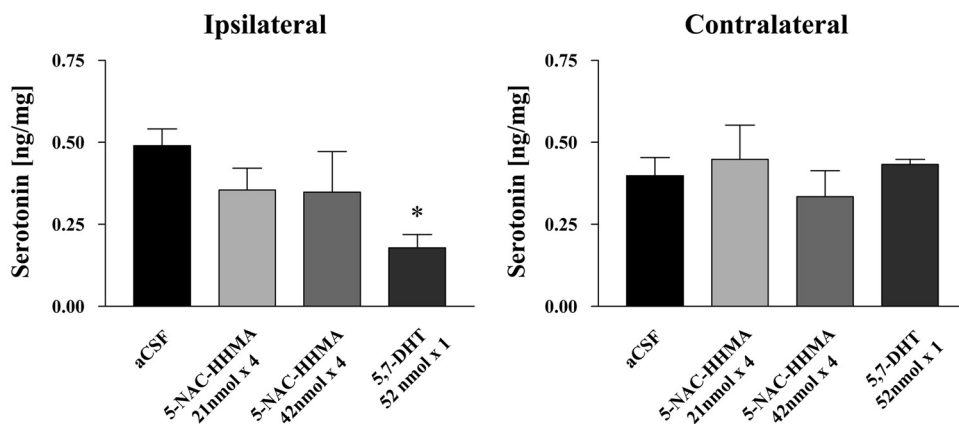 Ipsilateral
Serotonin [ng/mg]
0.75
0.50
0.25
0.00
*
aCSF
5-NAC-HHMA
21nmol x 4
5-NAC-HHMA
42nmol x 4
5,7-DHT
52 nmol x 1
Contralateral
Serotonin [ng/mg]
0.75
0.50
0.25
0.00
aCSF
5-NAC-HHMA
21nmol x 4
5-NAC-HHMA
42nmol x 4
5,7-DHT
52nmol x 1